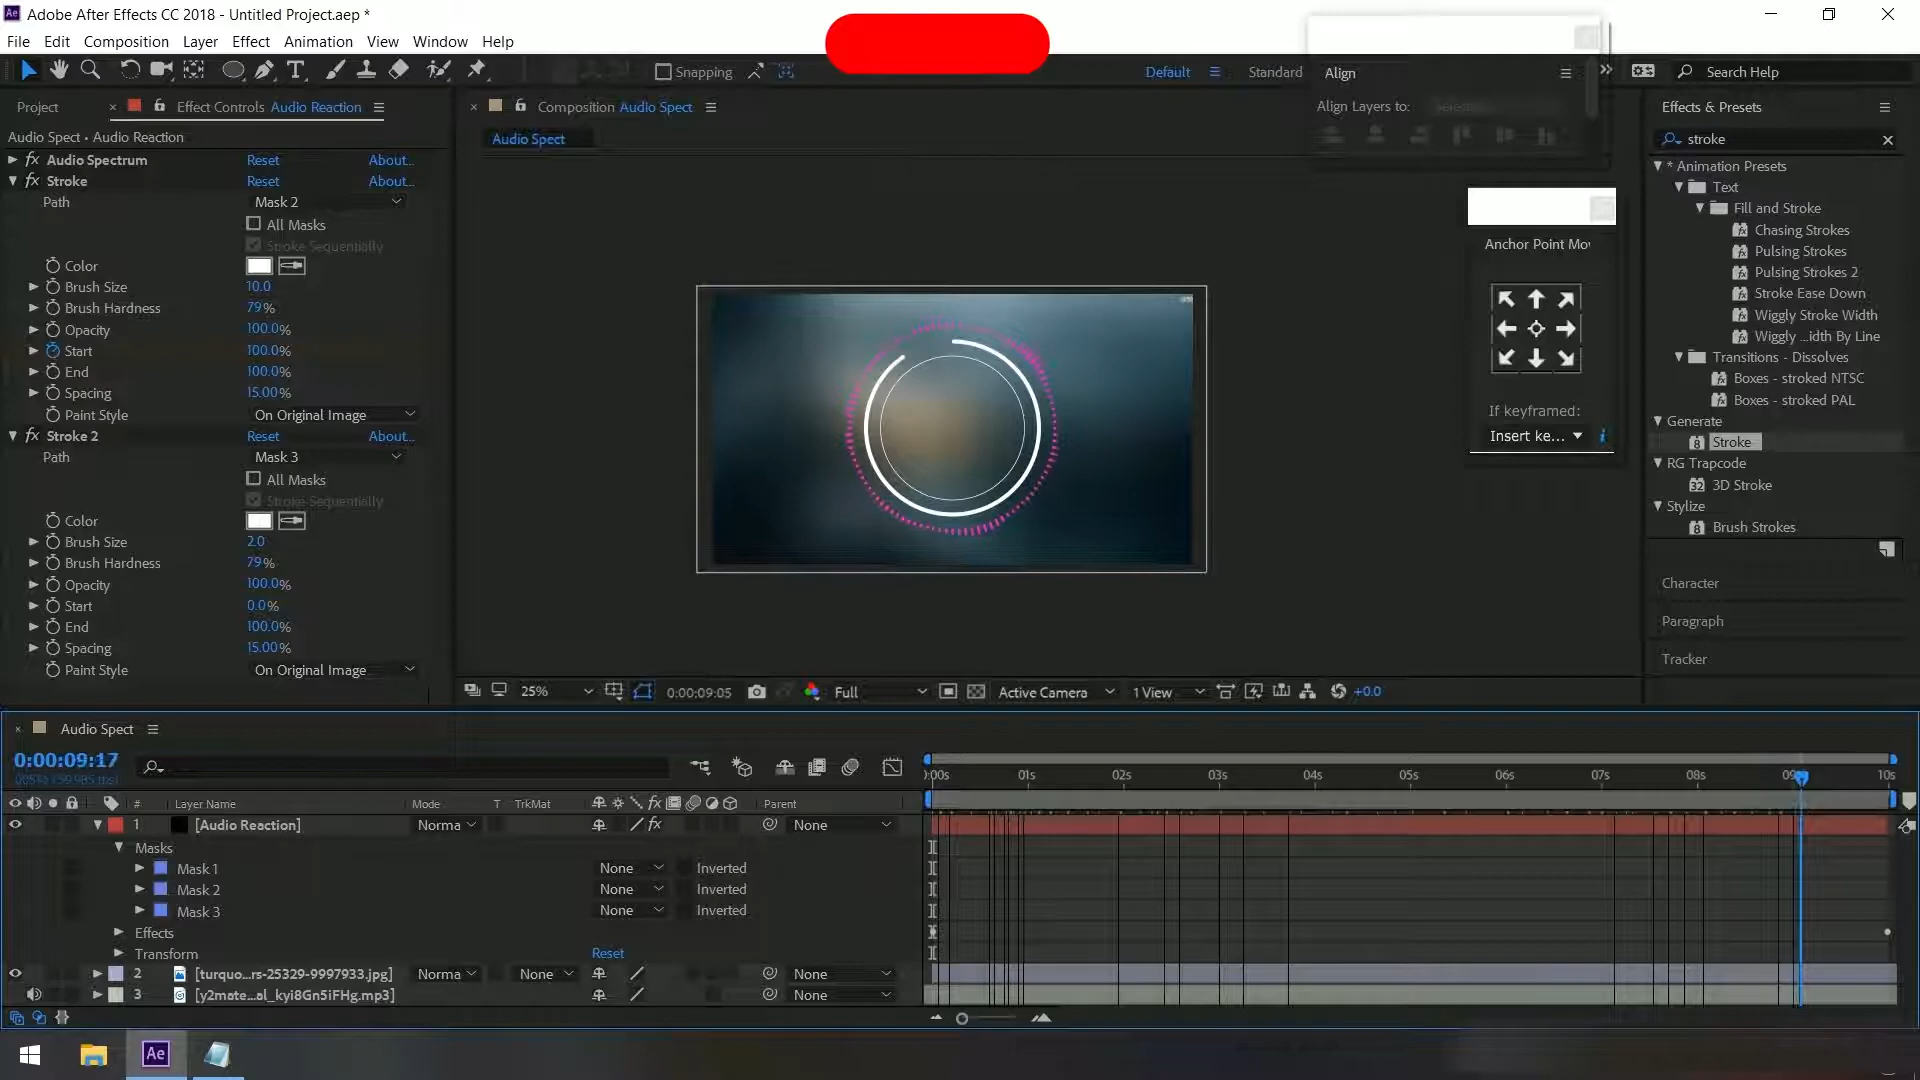 Adobe After Effects CC 2018 - Untitled Project.aep *
File Edit Composition Layer Effect Animation View Window Help
Snapping
Default Standard
Align
Search Help
Align Layers to:
Project
Effect Controls Audio Reaction
Composition Audio Spect
Audio Spect
Audio Spect • Audio Reaction
Audio Spectrum Reset About...
Stroke Reset About...
Path Mask 2
All Masks
Stroke Sequentially
Color
Brush Size 10.0
Brush Hardness 79%
Opacity 100.0%
Start 100.0%
End 100.0%
Spacing 15.00%
Paint Style On Original Image
Stroke 2 Reset About...
Path Mask 3
All Masks
Stroke Sequentially
Color
Brush Size 2.0
Brush Hardness 79%
Opacity 100.0%
Start 0.0%
End 100.0%
Spacing 15.00%
Paint Style On Original Image
Anchor Point Mov
If keyframed:
Insert ke...
Effects & Presets
stroke
* Animation Presets
Text
Fill and Stroke
Chasing Strokes
Pulsing Strokes
Pulsing Strokes 2
Stroke Ease Down
Wiggly Stroke Width
Wiggly ...idth By Line
Transitions - Dissolves
Boxes - stroked NTSC
Boxes - stroked PAL
Generate
Stroke
RG Trapcode
3D Stroke
Stylize
Brush Strokes
Character
Paragraph
Tracker
25% 0:00:09:05 Full Active Camera 1 View +0.0
Audio Spect
0:00:09:17
01s 02s 03s 04s 05s 06s 07s 08s 10s
# Layer Name Mode T TrkMat Parent
1 [Audio Reaction] Norma None
Masks
Mask 1 None Inverted
Mask 2 None Inverted
Mask 3 None Inverted
Effects
Transform Reset
2 [turquo...rs-25329-9997933.jpg] Norma None None
3 [y2mate...al_kyi8Gn5iFHg.mp3] None
Ae